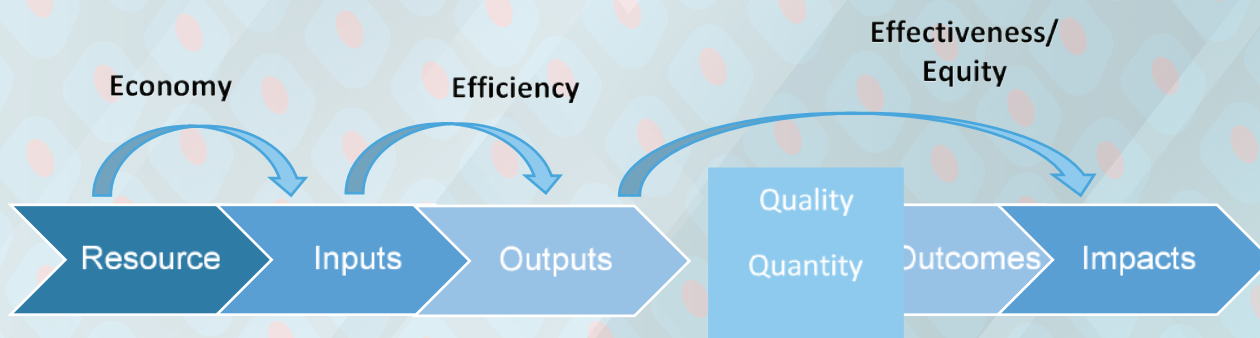 Effectiveness/
Equity
Economy
Efficiency
Resource
Inputs
Outputs
Quality
Quantity
Outcomes
Impacts